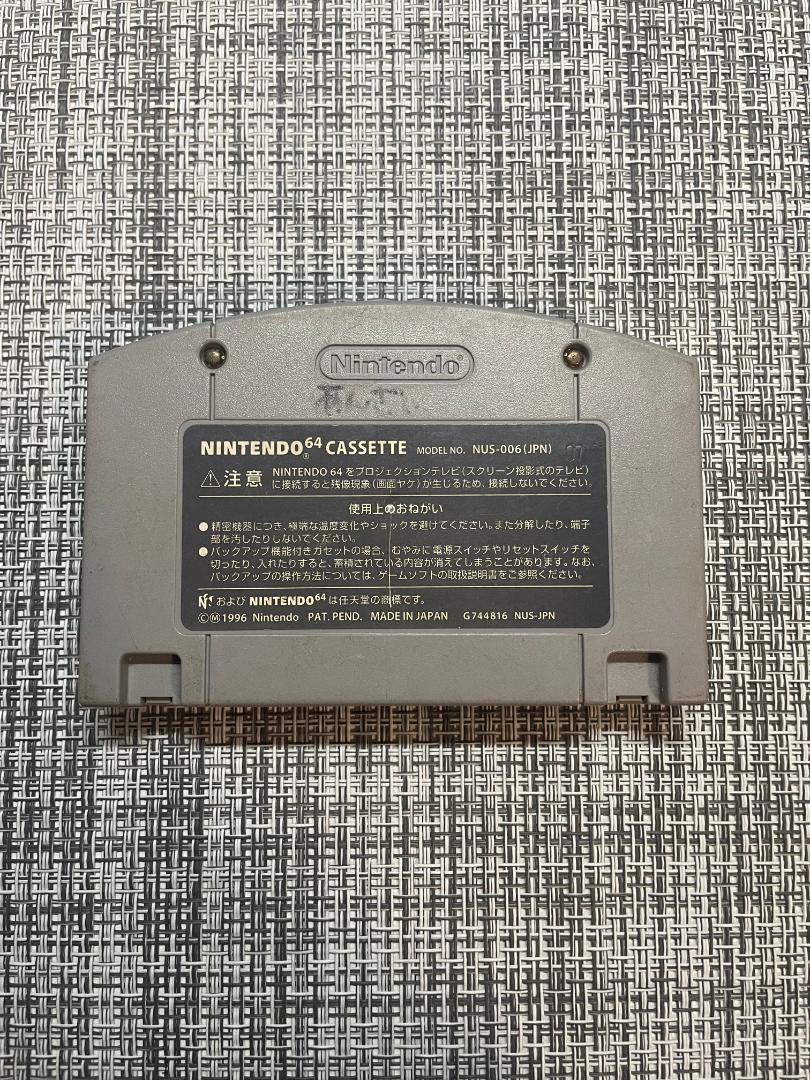 Nintendo
NINTENDO64 CASSETTE MODEL NO. NUS-006(JPN) 07
⚠注意 NINTENDO 64 をプロジェクションテレビ(スクリーン投影式のテレビ)
に接続すると残像現象(画面ヤケ)が生じるため、接続しないでください。
使用上のおねがい
●精密機器につき、極端な温度変化やショックを避けてください。また分解したり、端子
部を汚したりしないでください。
●バックアップ機能付きカセットの場合、むやみに電源スイッチやリセットスイッチを
切ったり、入れたりすると、蓄積されている内容が消えてしまうことがあります。なお、
バックアップの操作方法については、ゲームソフトの取扱説明書をご参照ください。
および NINTENDO64 は任天堂の商標です。
©Ⓜ1996 Nintendo PAT. PEND. MADE IN JAPAN G744816 NUS-JPN